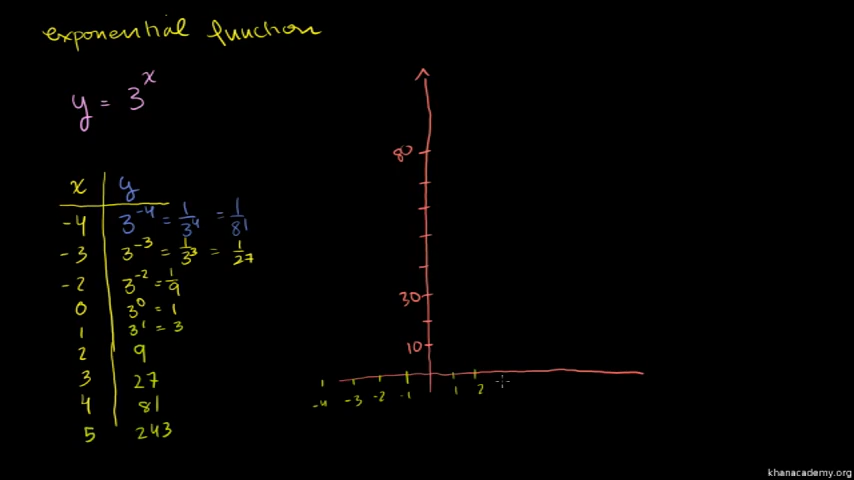 exponential function
y = 3^x
x y
-4 3^-4 = 1/3^4 = 1/81
-3 3^-3 = 1/3^3 = 1/27
-2 3^-2 = 1/9
0 3^0 = 1
1 3^1 = 3
2 9
3 27
4 81
5 243
80
30
10
-4 -3 -2 -1 1 2
khanacademy.org